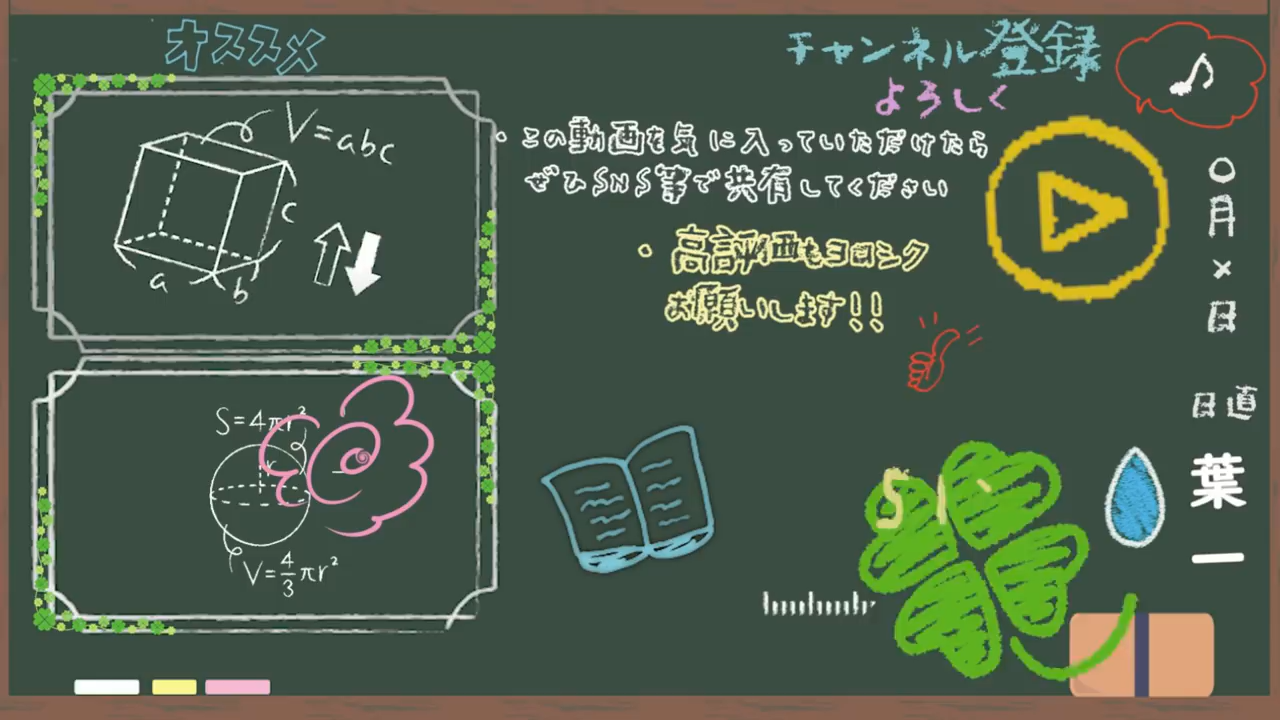 オススメ
V=abc
a
b
c
S=4πr²
r
V=4/3πr²
チャンネル登録
よろしく
・この動画を気に入っていただけたら
ぜひSNS等で共有してください
・高評価もヨロシク
お願いします!!
○月×日
日直
葉一